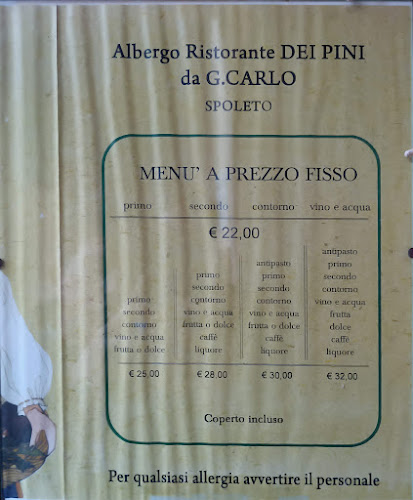 Albergo Ristorante DEI PINI
da G.CARLO
SPOLETO
MENU' A PREZZO FISSO
primo secondo contorno vino e acqua
€ 22,00
primo
secondo
contorno
vino e acqua
frutta o dolce
€ 25,00
primo
secondo
contorno
vino e acqua
frutta o dolce
caffè
liquore
€ 28,00
antipasto
primo
secondo
contorno
vino e acqua
frutta o dolce
caffè
liquore
€ 30,00
antipasto
primo
secondo
contorno
vino e acqua
frutta
dolce
caffè
liquore
€ 32,00
Coperto incluso
Per qualsiasi allergia avvertire il personale